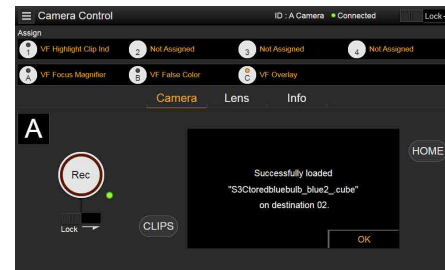 Camera Control
ID : A Camera
Connected
Lock
Assign
1 VF Highlight Clip Ind
2 Not Assigned
3 Not Assigned
4 Not Assigned
A VF Focus Magnifier
B VF False Color
C VF Overlay
Camera Lens Info
A
HOME
Rec
Successfully loaded
"S3Ctoredbluebulb_blue2_.cube"
on destination 02.
Lock
CLIPS
OK